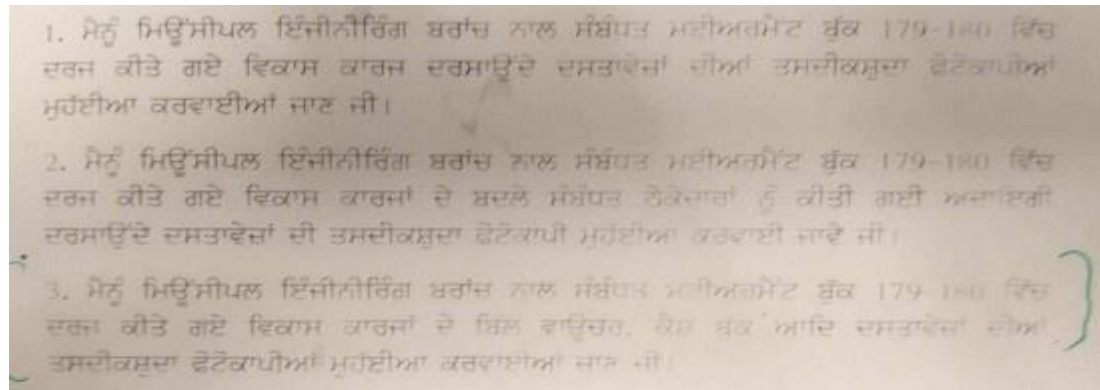 1. ਮੈਨੂੰ ਮਿਊਂਸੀਪਲ ਇੰਜੀਨੀਰਿੰਗ ਬਰਾਂਚ ਨਾਲ ਸੰਬੰਧਤ ਮਈਅਰਮੈਂਟ ਬੁੱਕ 179-180 ਵਿੱਚ
ਦਰਜ ਕੀਤੇ ਗਏ ਵਿਕਾਸ ਕਾਰਜ ਦਰਸਾਉਂਦੇ ਦਸਤਾਵੇਜ਼ਾਂ ਦੀਆਂ ਤਸਦੀਕਸ਼ੁਦਾ ਫੋਟੋਕਾਪੀਆਂ
ਮੁਹੱਈਆ ਕਰਵਾਈਆਂ ਜਾਣ ਜੀ।
2. ਮੈਨੂੰ ਮਿਊਂਸੀਪਲ ਇੰਜੀਨੀਰਿੰਗ ਬਰਾਂਚ ਨਾਲ ਸੰਬੰਧਤ ਮਈਅਰਮੈਂਟ ਬੁੱਕ 179-180 ਵਿੱਚ
ਦਰਜ ਕੀਤੇ ਗਏ ਵਿਕਾਸ ਕਾਰਜਾਂ ਦੇ ਬਦਲੇ ਸੰਬੰਧਤ ਠੇਕੇਦਾਰਾਂ ਨੂੰ ਕੀਤੀ ਗਈ ਅਦਾਇਗੀ
ਦਰਸਾਉਂਦੇ ਦਸਤਾਵੇਜ਼ਾਂ ਦੀ ਤਸਦੀਕਸ਼ੁਦਾ ਫੋਟੋਕਾਪੀ ਮੁਹੱਈਆ ਕਰਵਾਈ ਜਾਵੇ ਜੀ।
3. ਮੈਨੂੰ ਮਿਊਂਸੀਪਲ ਇੰਜੀਨੀਰਿੰਗ ਬਰਾਂਚ ਨਾਲ ਸੰਬੰਧਤ ਮਈਅਰਮੈਂਟ ਬੁੱਕ 179-180 ਵਿੱਚ
ਦਰਜ ਕੀਤੇ ਗਏ ਵਿਕਾਸ ਕਾਰਜਾਂ ਦੇ ਬਿਲ ਵਾਊਚਰ, ਕੈਸ਼ ਬੁੱਕ ਆਦਿ ਦਸਤਾਵੇਜ਼ਾਂ ਦੀਆਂ
ਤਸਦੀਕਸ਼ੁਦਾ ਫੋਟੋਕਾਪੀਆਂ ਮੁਹੱਈਆ ਕਰਵਾਈਆਂ ਜਾਣ ਜੀ।